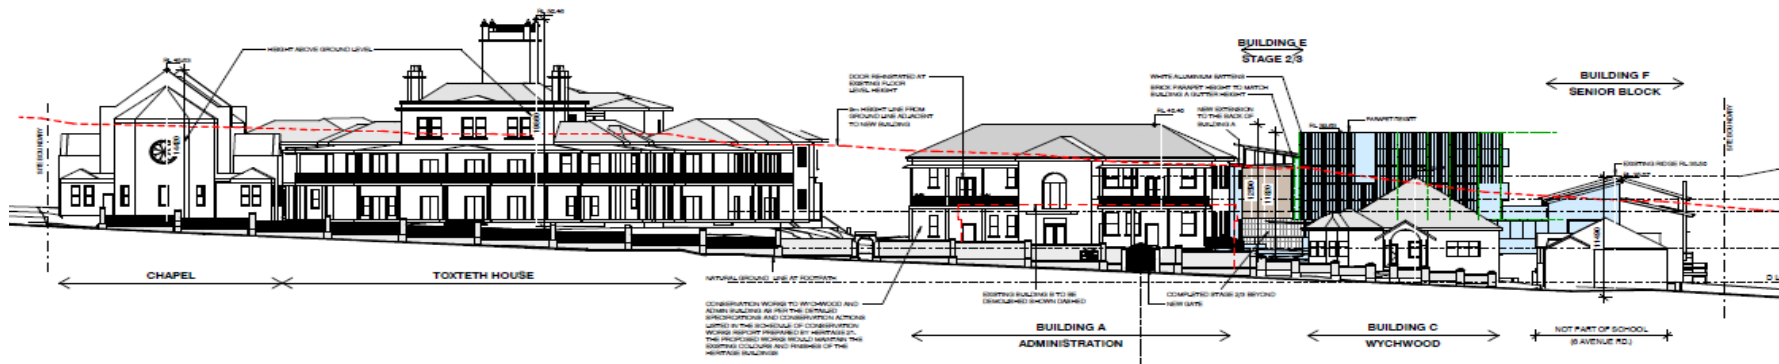 HEIGHT ABOVE GROUND LEVEL
SITE BOUNDARY
CHAPEL
TOXTETH HOUSE
NATURAL GROUND LINE AT FOOTPATH
CONSERVATION WORKS TO WYCHWOOD AND
ADMIN BUILDING AS PER THE DETAILED
SPECIFICATIONS AND CONSERVATION ACTIONS
LISTED IN THE SCHEDULE OF CONSERVATION
WORKS REPORT PREPARED BY HERITAGE 21.
THE PROPOSED WORKS WOULD MAINTAIN THE
EXISTING COLOURS AND FINISHES OF THE
HERITAGE BUILDINGS
DOOR RE-INSTATED AT
EXISTING FLOOR
LEVEL HEIGHT
9m HEIGHT LINE FROM
GROUND LINE ADJACENT
TO NEW BUILDING
EXISTING BUILDING B TO BE
DEMOLISHED SHOWN DASHED
BUILDING A
ADMINISTRATION
BUILDING E
STAGE 2/3
WHITE ALUMINIUM BATTENS
BRICK PARAPET HEIGHT TO MATCH
BUILDING A GUTTER HEIGHT
NEW EXTENSION
TO THE BACK OF
BUILDING A
COMPLETED STAGE 2/3 BEYOND
NEW GATE
BUILDING C
WYCHWOOD
BUILDING F
SENIOR BLOCK
NOT PART OF SCHOOL
(6 AVENUE RD.)
SITE BOUNDARY